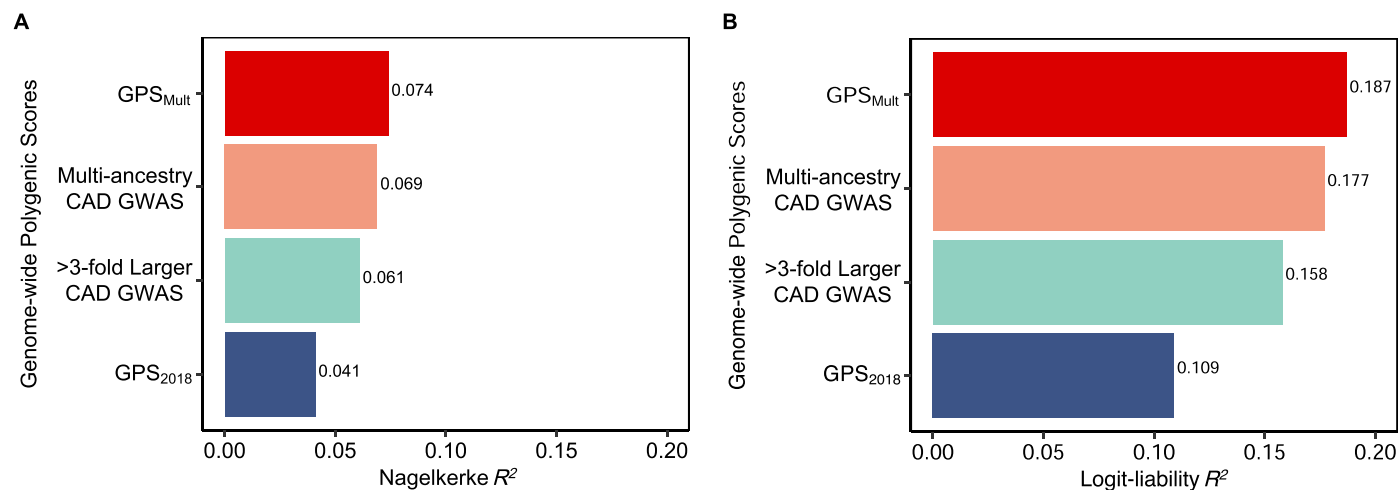 A
Genome-wide Polygenic Scores
GPSMult
0.074
Multi-ancestry
CAD GWAS
0.069
>3-fold Larger
CAD GWAS
0.061
GPS2018
0.041
0.00 0.05 0.10 0.15 0.20
Nagelkerke R²
B
Genome-wide Polygenic Scores
GPSMult
0.187
Multi-ancestry
CAD GWAS
0.177
>3-fold Larger
CAD GWAS
0.158
GPS2018
0.109
0.00 0.05 0.10 0.15 0.20
Logit-liability R²